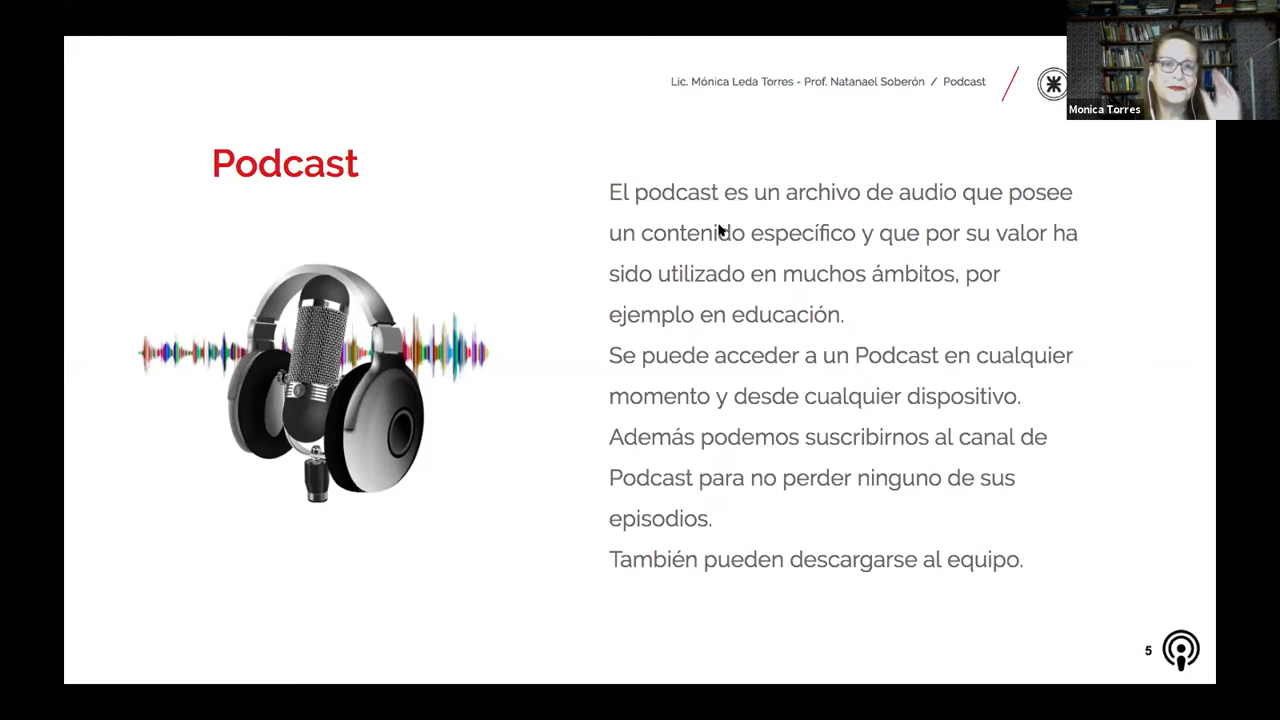 Lic. Mónica Leda Torres - Prof. Natanael Soberón / Podcast
Monica Torres
Podcast
El podcast es un archivo de audio que posee
un contenido específico y que por su valor ha
sido utilizado en muchos ámbitos, por
ejemplo en educación.
Se puede acceder a un Podcast en cualquier
momento y desde cualquier dispositivo.
Además podemos suscribirnos al canal de
Podcast para no perder ninguno de sus
episodios.
También pueden descargarse al equipo.
5